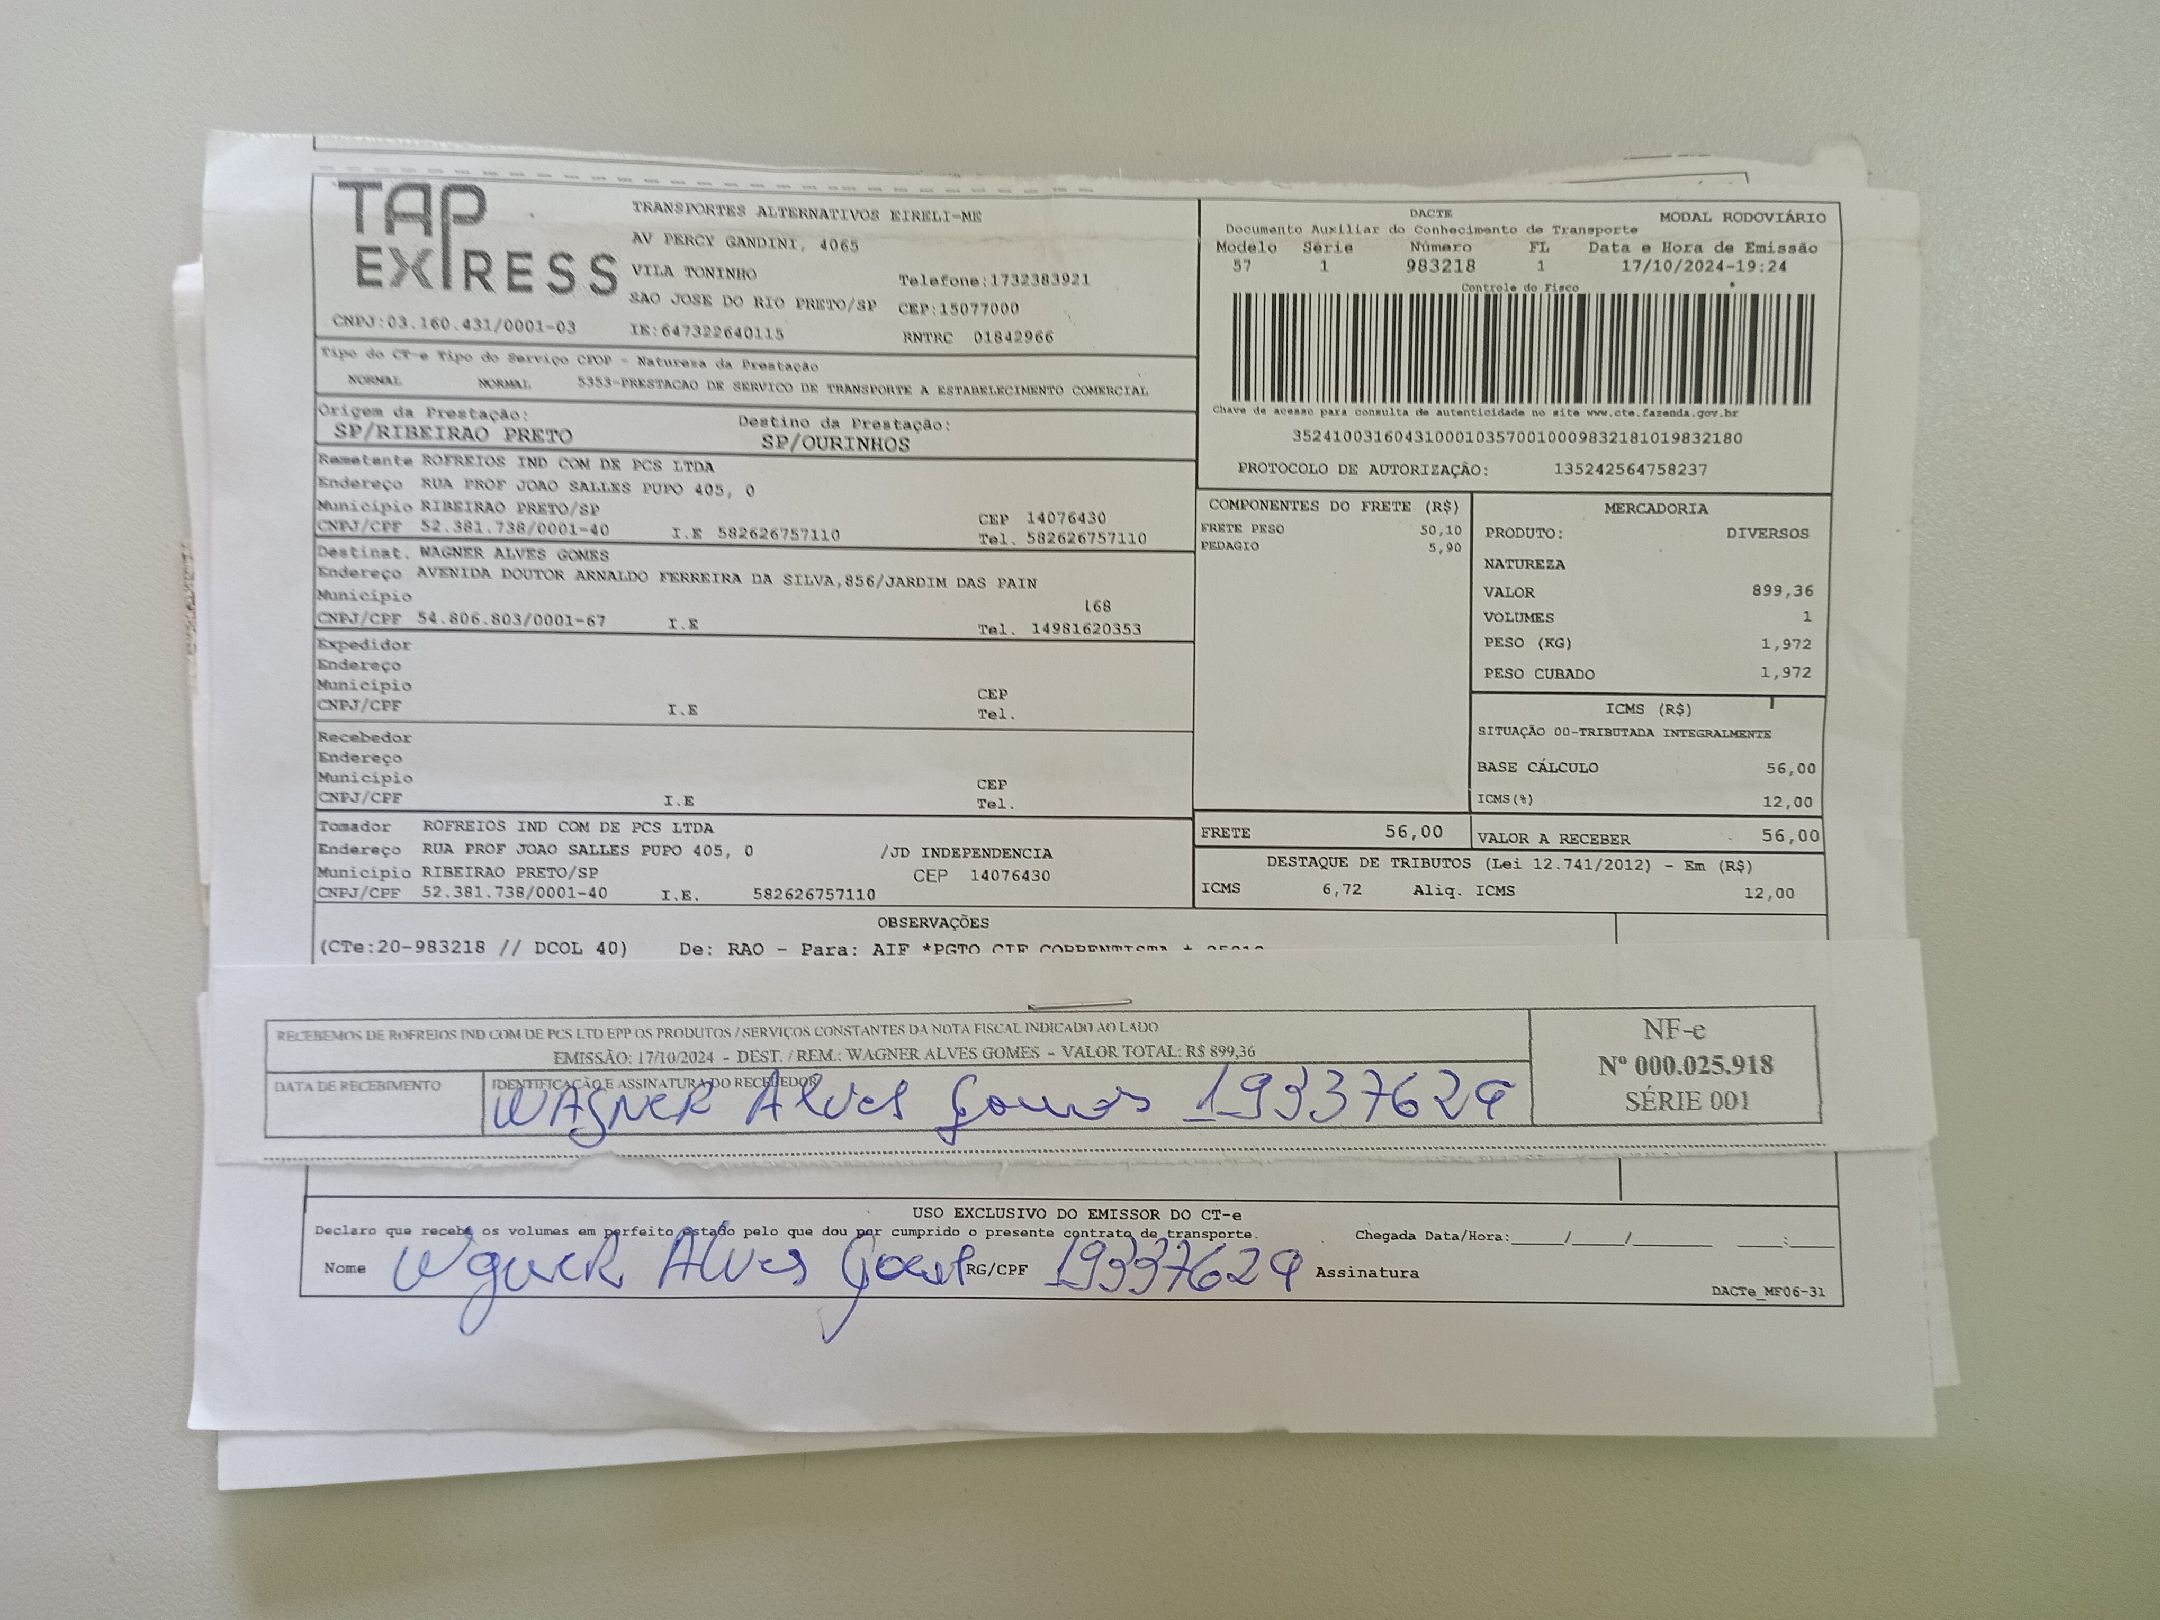 TAP
EXPRESS
TRANSPORTES ALTERNATIVOS EIRELI-ME
AV PERCY GANDINI, 4065
VILA TONINHO Telefone:1732383921
SAO JOSE DO RIO PRETO/SP CEP:15077000
CNPJ:03.160.431/0001-03 IE:647322640115 RNTRC 01842966
Tipo do CT-e Tipo do Serviço CFOP - Natureza da Prestação
NORMAL NORMAL 5353-PRESTACAO DE SERVICO DE TRANSPORTE A ESTABELECIMENTO COMERCIAL
Origem da Prestação: Destino da Prestação:
SP/RIBEIRAO PRETO SP/OURINHOS
Remetente ROFREIOS IND COM DE PCS LTDA
Endereço RUA PROF JOAO SALLES PUPO 405, 0
Município RIBEIRAO PRETO/SP CEP 14076430
CNPJ/CPF 52.381.738/0001-40 I.E 582626757110 Tel. 582626757110
Destinat. WAGNER ALVES GOMES
Endereço AVENIDA DOUTOR ARNALDO FERREIRA DA SILVA,856/JARDIM DAS PAIN
Município L68
CNPJ/CPF 54.806.803/0001-67 I.E Tel. 14981620353
Expedidor
Endereço
Município CEP
CNPJ/CPF I.E Tel.
Recebedor
Endereço
Município CEP
CNPJ/CPF I.E Tel.
Tomador ROFREIOS IND COM DE PCS LTDA
Endereço RUA PROF JOAO SALLES PUPO 405, 0 /JD INDEPENDENCIA
Município RIBEIRAO PRETO/SP CEP 14076430
CNPJ/CPF 52.381.738/0001-40 I.E. 582626757110
DACTE MODAL RODOVIÁRIO
Documento Auxiliar do Conhecimento de Transporte
Modelo Série Número FL Data e Hora de Emissão
57 1 983218 1 17/10/2024-19:24
Controle do Fisco
Chave de acesso para consulta de autenticidade no site www.cte.fazenda.gov.br
35241003160431000103570010009832181019832180
PROTOCOLO DE AUTORIZAÇÃO: 135242564758237
COMPONENTES DO FRETE (R$)
FRETE PESO 50,10
PEDAGIO 5,90
MERCADORIA
PRODUTO: DIVERSOS
NATUREZA
VALOR 899,36
VOLUMES 1
PESO (KG) 1,972
PESO CUBADO 1,972
ICMS (R$)
SITUAÇÃO 00-TRIBUTADA INTEGRALMENTE
BASE CÁLCULO 56,00
ICMS(%) 12,00
FRETE 56,00 VALOR A RECEBER 56,00
DESTAQUE DE TRIBUTOS (Lei 12.741/2012) - Em (R$)
ICMS 6,72 Aliq. ICMS 12,00
OBSERVAÇÕES
(CTe:20-983218 // DCOL 40) De: RAO - Para: AIF *PGTO CIF CORRENTISTA *
RECEBEMOS DE ROFREIOS IND COM DE PCS LTD EPP OS PRODUTOS / SERVIÇOS CONSTANTES DA NOTA FISCAL INDICADO AO LADO
EMISSÃO: 17/10/2024 - DEST. / REM.: WAGNER ALVES GOMES - VALOR TOTAL: R$ 899,36
DATA DE RECEBIMENTO IDENTIFICAÇÃO E ASSINATURA DO RECEBEDOR
WAGNER Alves Gomes 19337629
NF-e
Nº 000.025.918
SÉRIE 001
USO EXCLUSIVO DO EMISSOR DO CT-e
Declaro que recebi os volumes em perfeito estado pelo que dou por cumprido o presente contrato de transporte. Chegada Data/Hora:____/____/______ ___:___
Nome Wagner Alves Gomes RG/CPF 19337629 Assinatura
DACTe_MF06-31